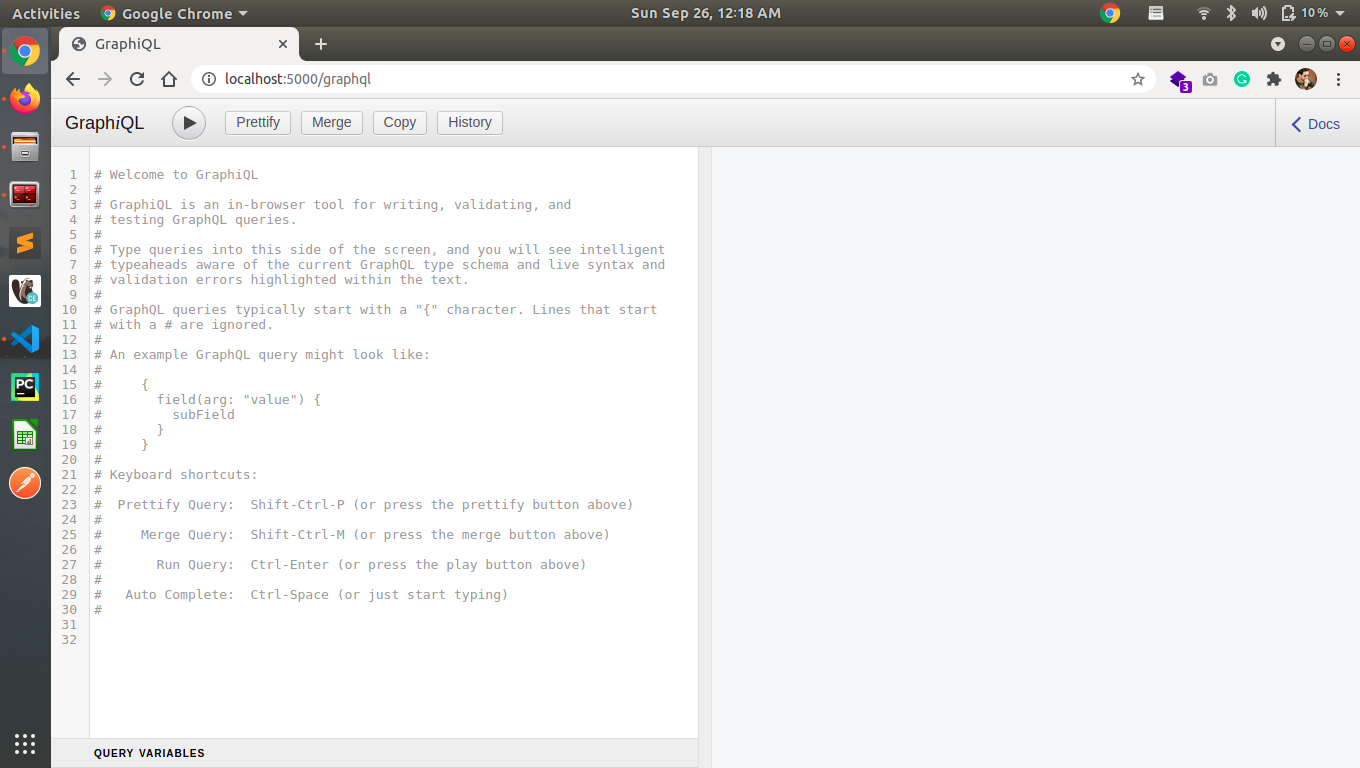 Activities Google Chrome Sun Sep 26, 12:18 AM 10%
GraphiQL
localhost:5000/graphql 3
GraphiQL Prettify Merge Copy History Docs
1 # Welcome to GraphiQL
2 #
3 # GraphiQL is an in-browser tool for writing, validating, and
4 # testing GraphQL queries.
5 #
6 # Type queries into this side of the screen, and you will see intelligent
7 # typeaheads aware of the current GraphQL type schema and live syntax and
8 # validation errors highlighted within the text.
9 #
10 # GraphQL queries typically start with a "{" character. Lines that start
11 # with a # are ignored.
12 #
13 # An example GraphQL query might look like:
14 #
15 #     {
16 #       field(arg: "value") {
17 #         subField
18 #       }
19 #     }
20 #
21 # Keyboard shortcuts:
22 #
23 #  Prettify Query:  Shift-Ctrl-P (or press the prettify button above)
24 #
25 #     Merge Query:  Shift-Ctrl-M (or press the merge button above)
26 #
27 #       Run Query:  Ctrl-Enter (or press the play button above)
28 #
29 #   Auto Complete:  Ctrl-Space (or just start typing)
30 #
31
32
CE
PC
QUERY VARIABLES